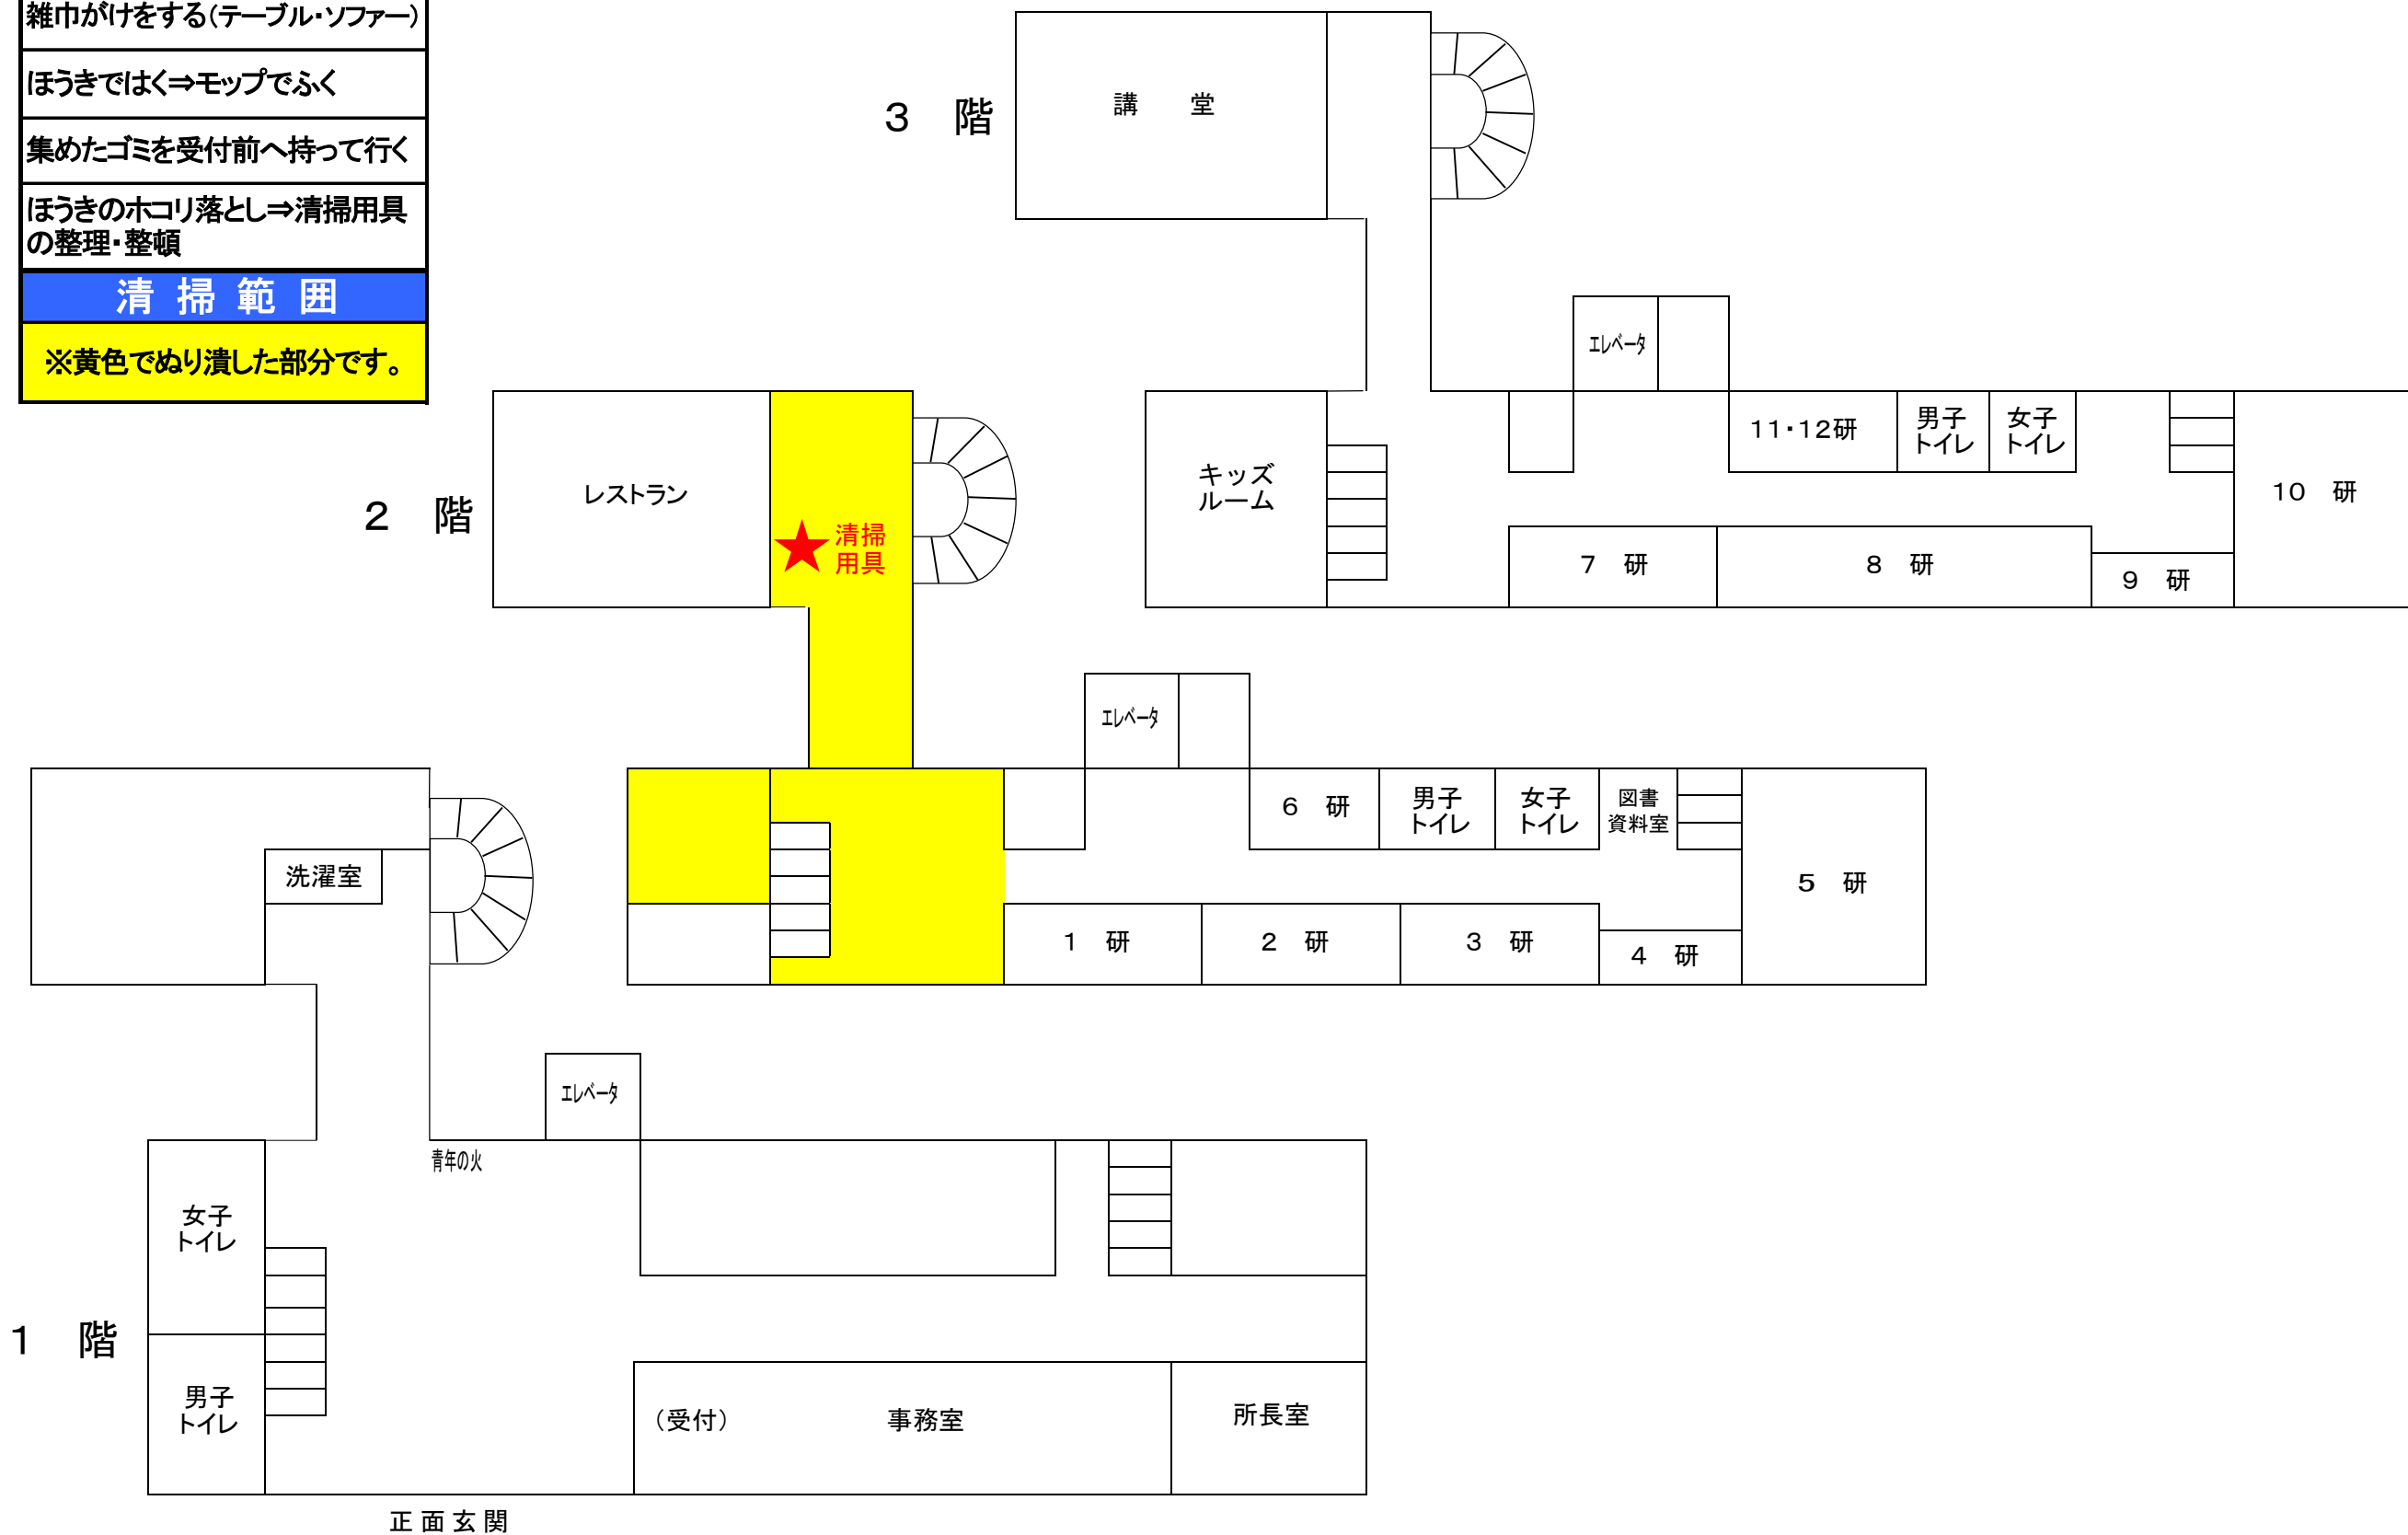 雑巾がけをする(テーブル・ソファー)
ほうきではく⇒モップでふく
集めたゴミを受付前へ持って行く
ほうきのホコリ落とし⇒清掃用具
の整理・整頓
清 掃 範 囲
※黄色でぬり潰した部分です。
3 階
講 堂
エレベータ
キッズ
ルーム
11・12研
男子
トイレ
女子
トイレ
10 研
7 研
8 研
9 研
2 階
レストラン
★清掃
用具
エレベータ
6 研
男子
トイレ
女子
トイレ
図書
資料室
5 研
1 研
2 研
3 研
4 研
洗濯室
エレベータ
青年の火
1 階
女子
トイレ
男子
トイレ
(受付)
事務室
所長室
正面玄関